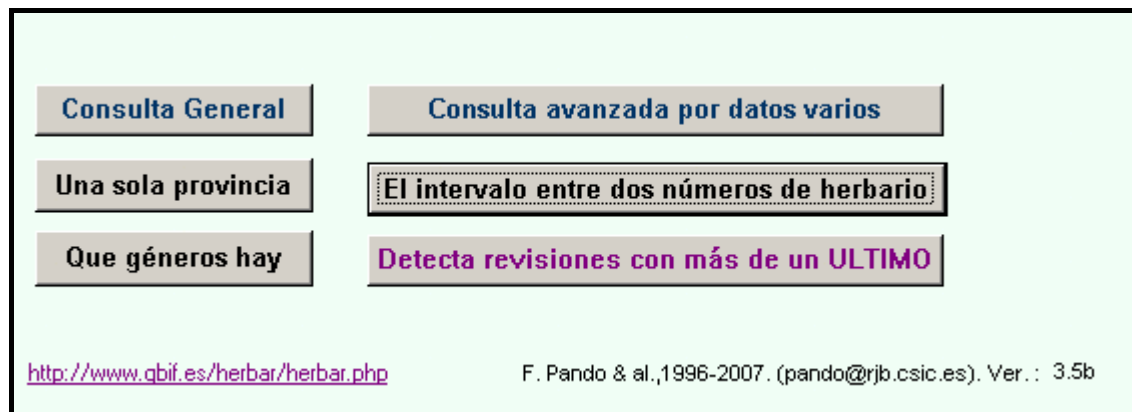 Consulta General
Consulta avanzada por datos varios
Una sola provincia
El intervalo entre dos números de herbario
Que géneros hay
Detecta revisiones con más de un ULTIMO
http://www.gbif.es/herbar/herbar.php
F. Pando & al.,1996-2007. (pando@rjb.csic.es). Ver. : 3.5b